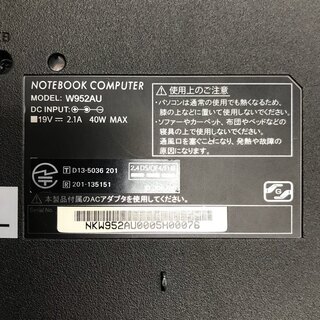 NOTEBOOK COMPUTER
MODEL: W952AU
DC INPUT:
19V 2.1A 40W MAX
使用上のご注意
・パソコンは通常の使用でも熱くなるため、
膝の上などに置いて使用しないでください。
・ソファーやカーペット、布団やベッドなどの
寝具の上で使用しないでください。
通風口を塞ぐことになり、発熱や故障の
原因になります。
T D13-5036 201
R 201-135151
本製品付属のACアダプタを使用してください。
Serial No.
NKW952AU0005H00076